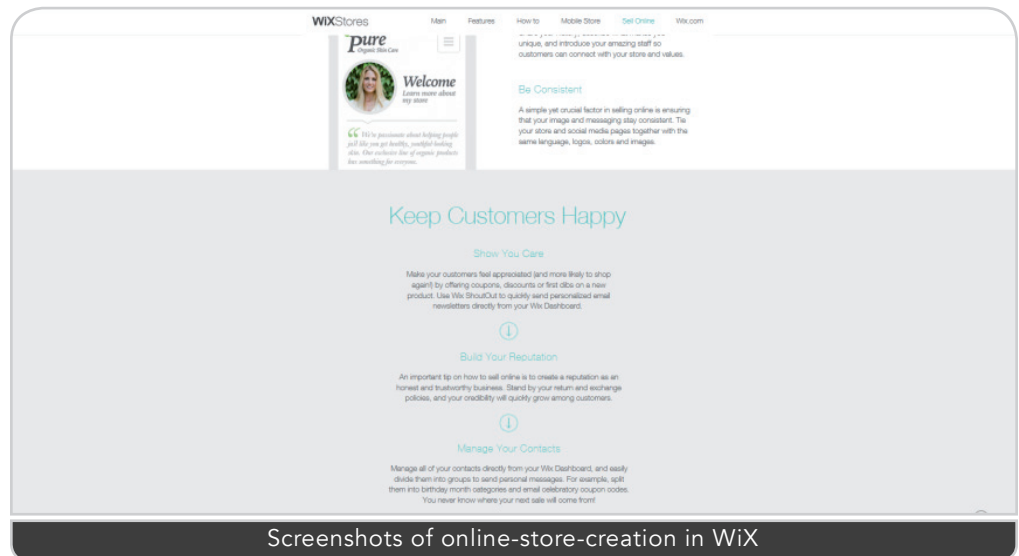 WiXStores Main Features How to Mobile Store Sell Online Wix.com
pure
Organic Skin Care
Welcome
Learn more about
my store
We're passionate about helping people
just like you get healthy, youthful-looking
skin. Our exclusive line of organic products
has something for everyone.
unique, and introduce your amazing staff so
customers can connect with your store and values.
Be Consistent
A simple yet crucial factor in selling online is ensuring
that your image and messaging stay consistent. Tie
your store and social media pages together with the
same language, logos, colors and images.
Keep Customers Happy
Show You Care
Make your customers feel appreciated (and more likely to shop
again!) by offering coupons, discounts or first dibs on a new
product. Use Wix ShoutOut to quickly send personalized email
newsletters directly from your Wix Dashboard.
Build Your Reputation
An important tip on how to sell online is to create a reputation as an
honest and trustworthy business. Stand by your return and exchange
policies, and your credibility will quickly grow among customers.
Manage Your Contacts
Manage all of your contacts directly from your Wix Dashboard, and easily
divide them into groups to send personal messages. For example, split
them into birthday month categories and email celebratory coupon codes.
You never know where your next sale will come from!
Screenshots of online-store-creation in WiX